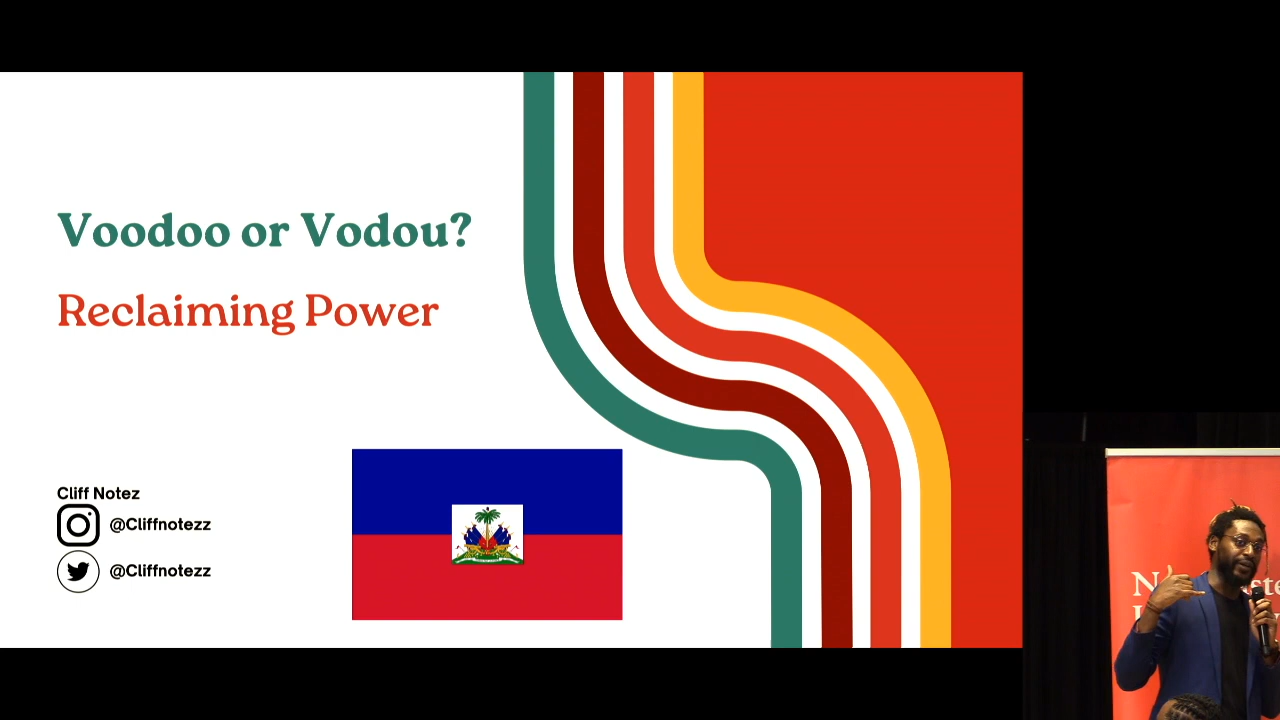 Voodoo or Vodou?
Reclaiming Power
Cliff Notez
@Cliffnotezz
@Cliffnotezz